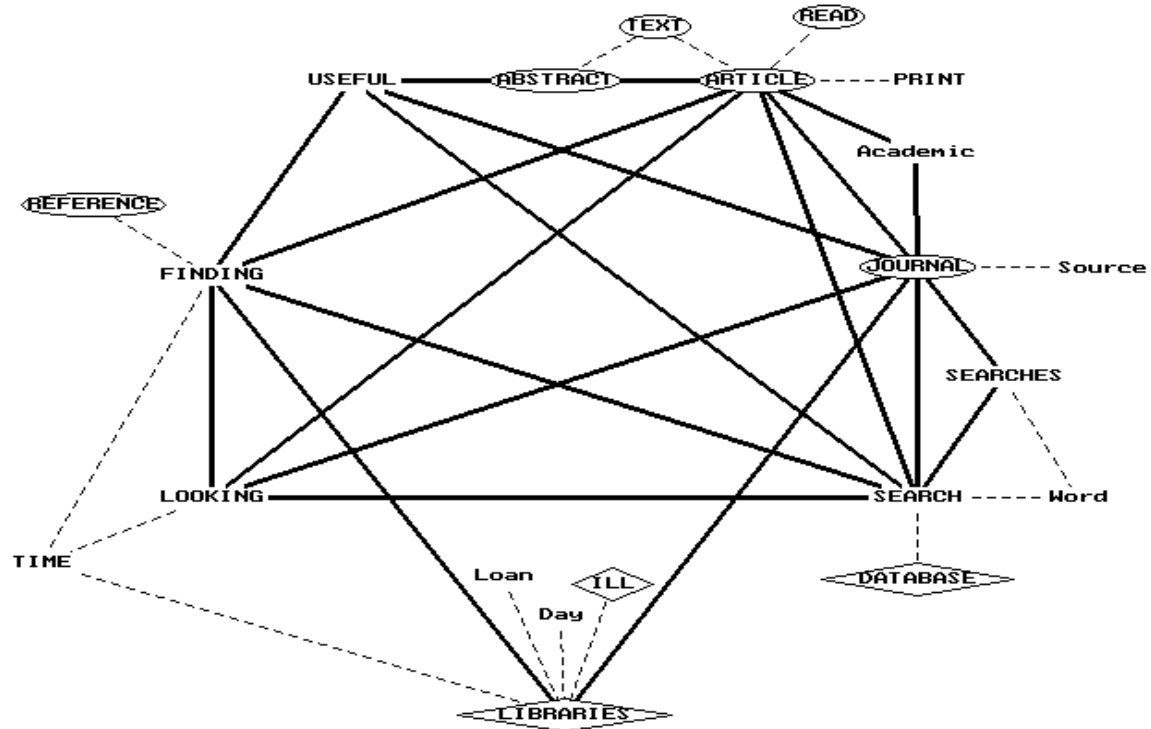 READ
TEXT
USEFUL
ABSTRACT
ARTICLE
PRINT
Academic
REFERENCE
FINDING
JOURNAL
Source
SEARCHES
LOOKING
SEARCH
Word
TIME
Loan
ILL
DATABASE
Day
LIBRARIES